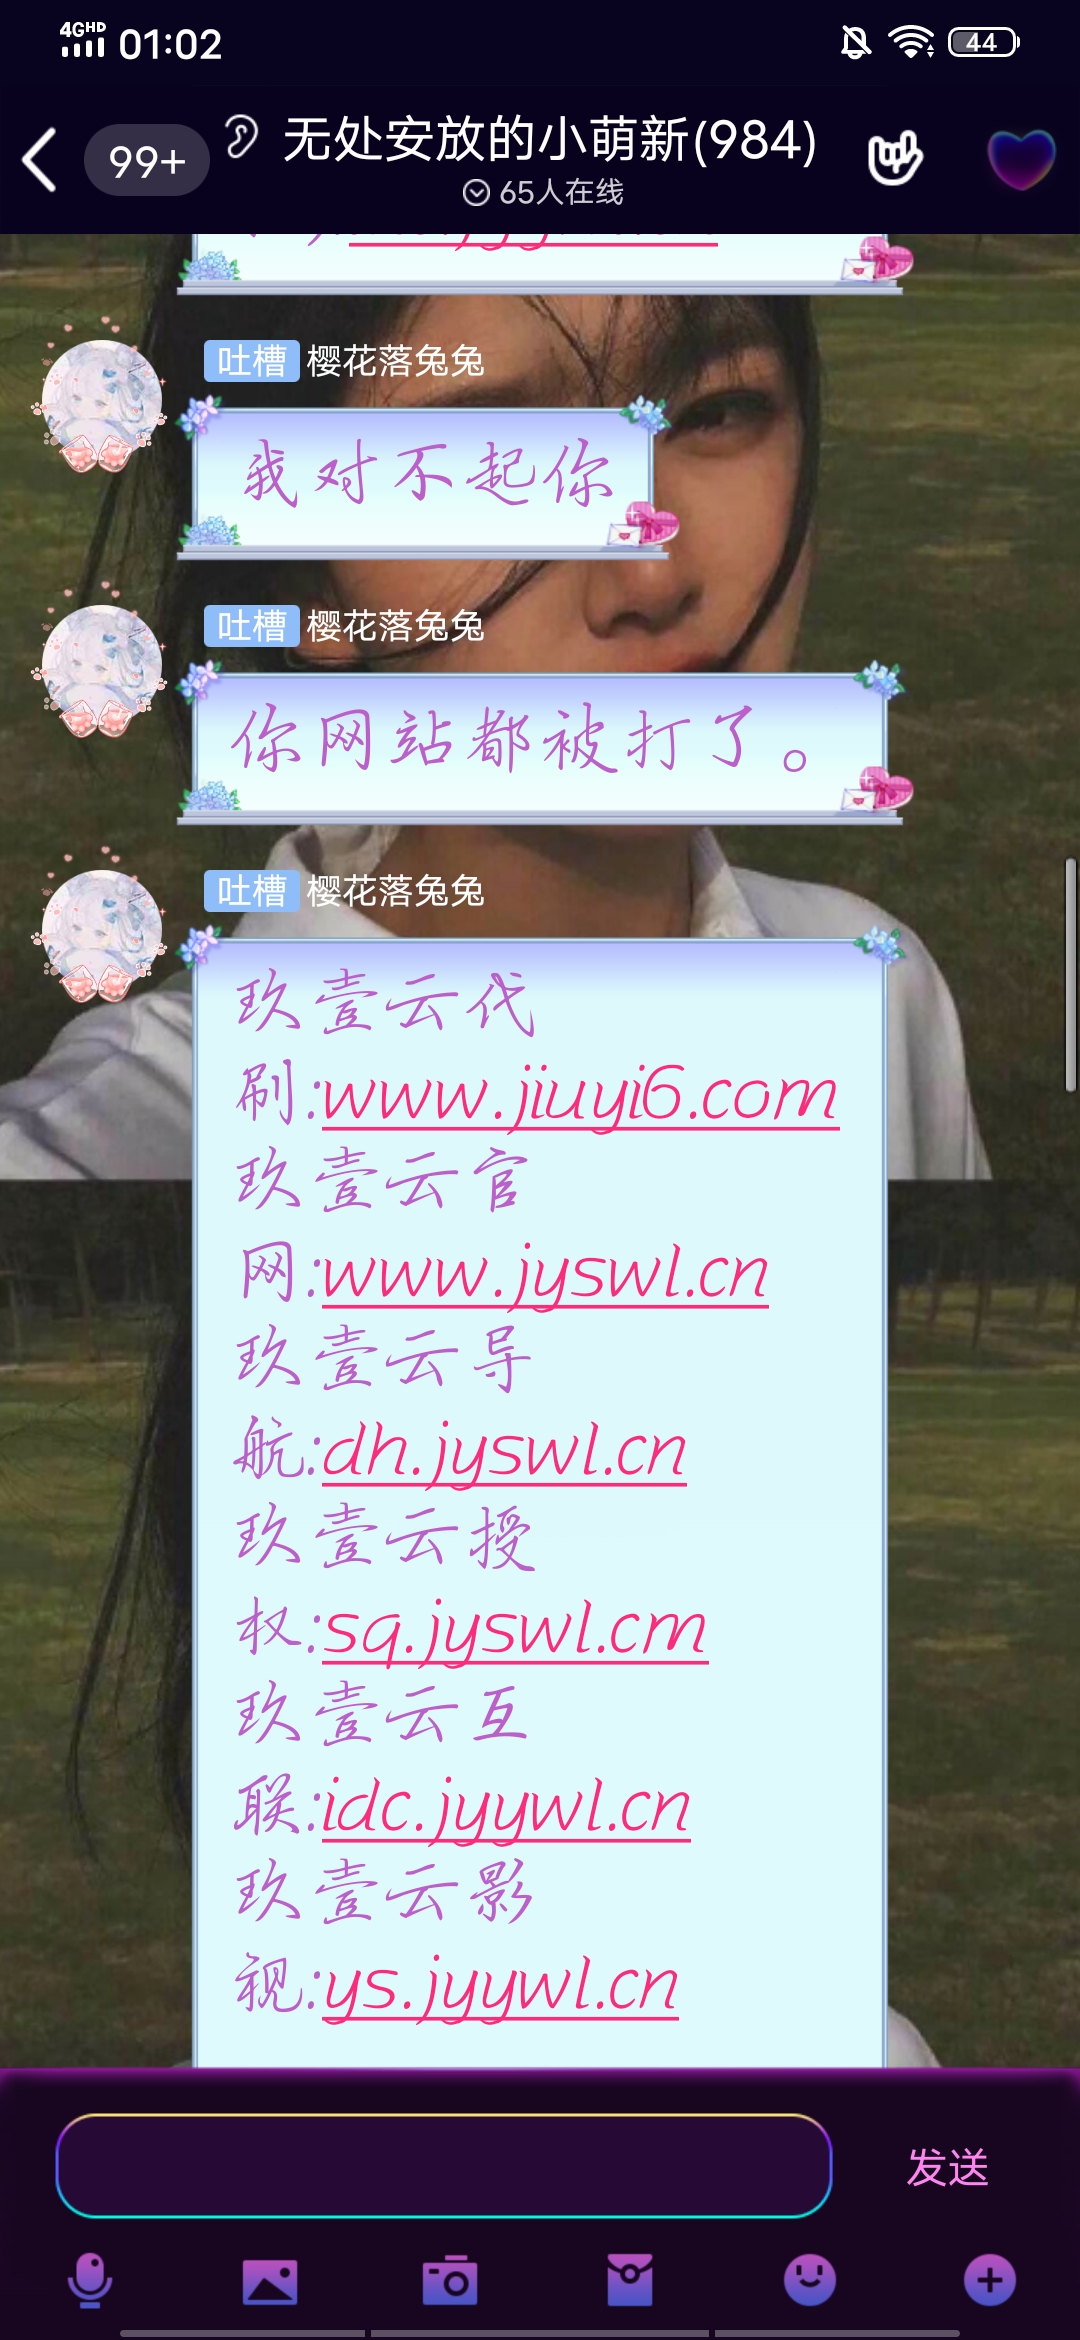 4GHD 01:02 44
99+ 无处安放的小萌新(984)
65人在线
吐槽 樱花落兔兔
我对不起你
吐槽 樱花落兔兔
你网站都被打了。
吐槽 樱花落兔兔
玖壹云代
刷:www.jiuyi6.com
玖壹云官
网:www.jyswl.cn
玖壹云导
航:dh.jyswl.cn
玖壹云授
权:sq.jyswl.cm
玖壹云互
联:idc.jyywl.cn
玖壹云影
视:ys.jyywl.cn
发送